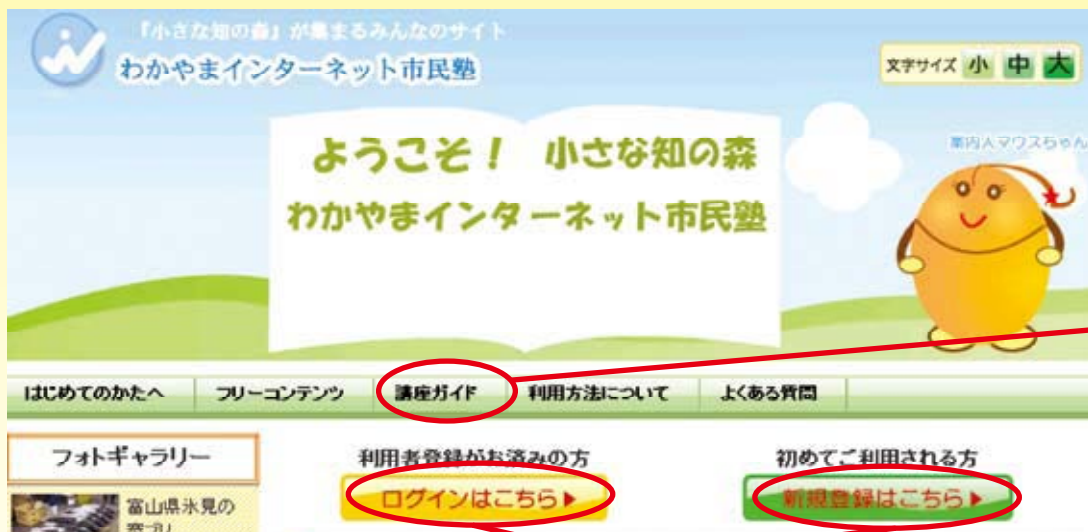 『小さな知の森』が集まるみんなのサイト
わかやまインターネット市民塾
文字サイズ 小 中 大
ようこそ！ 小さな知の森
わかやまインターネット市民塾
案内人マウスちゃん
はじめてのかたへ フリーコンテンツ 講座ガイド 利用方法について よくある質問
フォトギャラリー
利用者登録がお済みの方
初めてご利用される方
ログインはこちら▶
新規登録はこちら▶
富山県氷見の